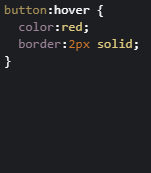 button:hover {
  color:red;
  border:2px solid;
}